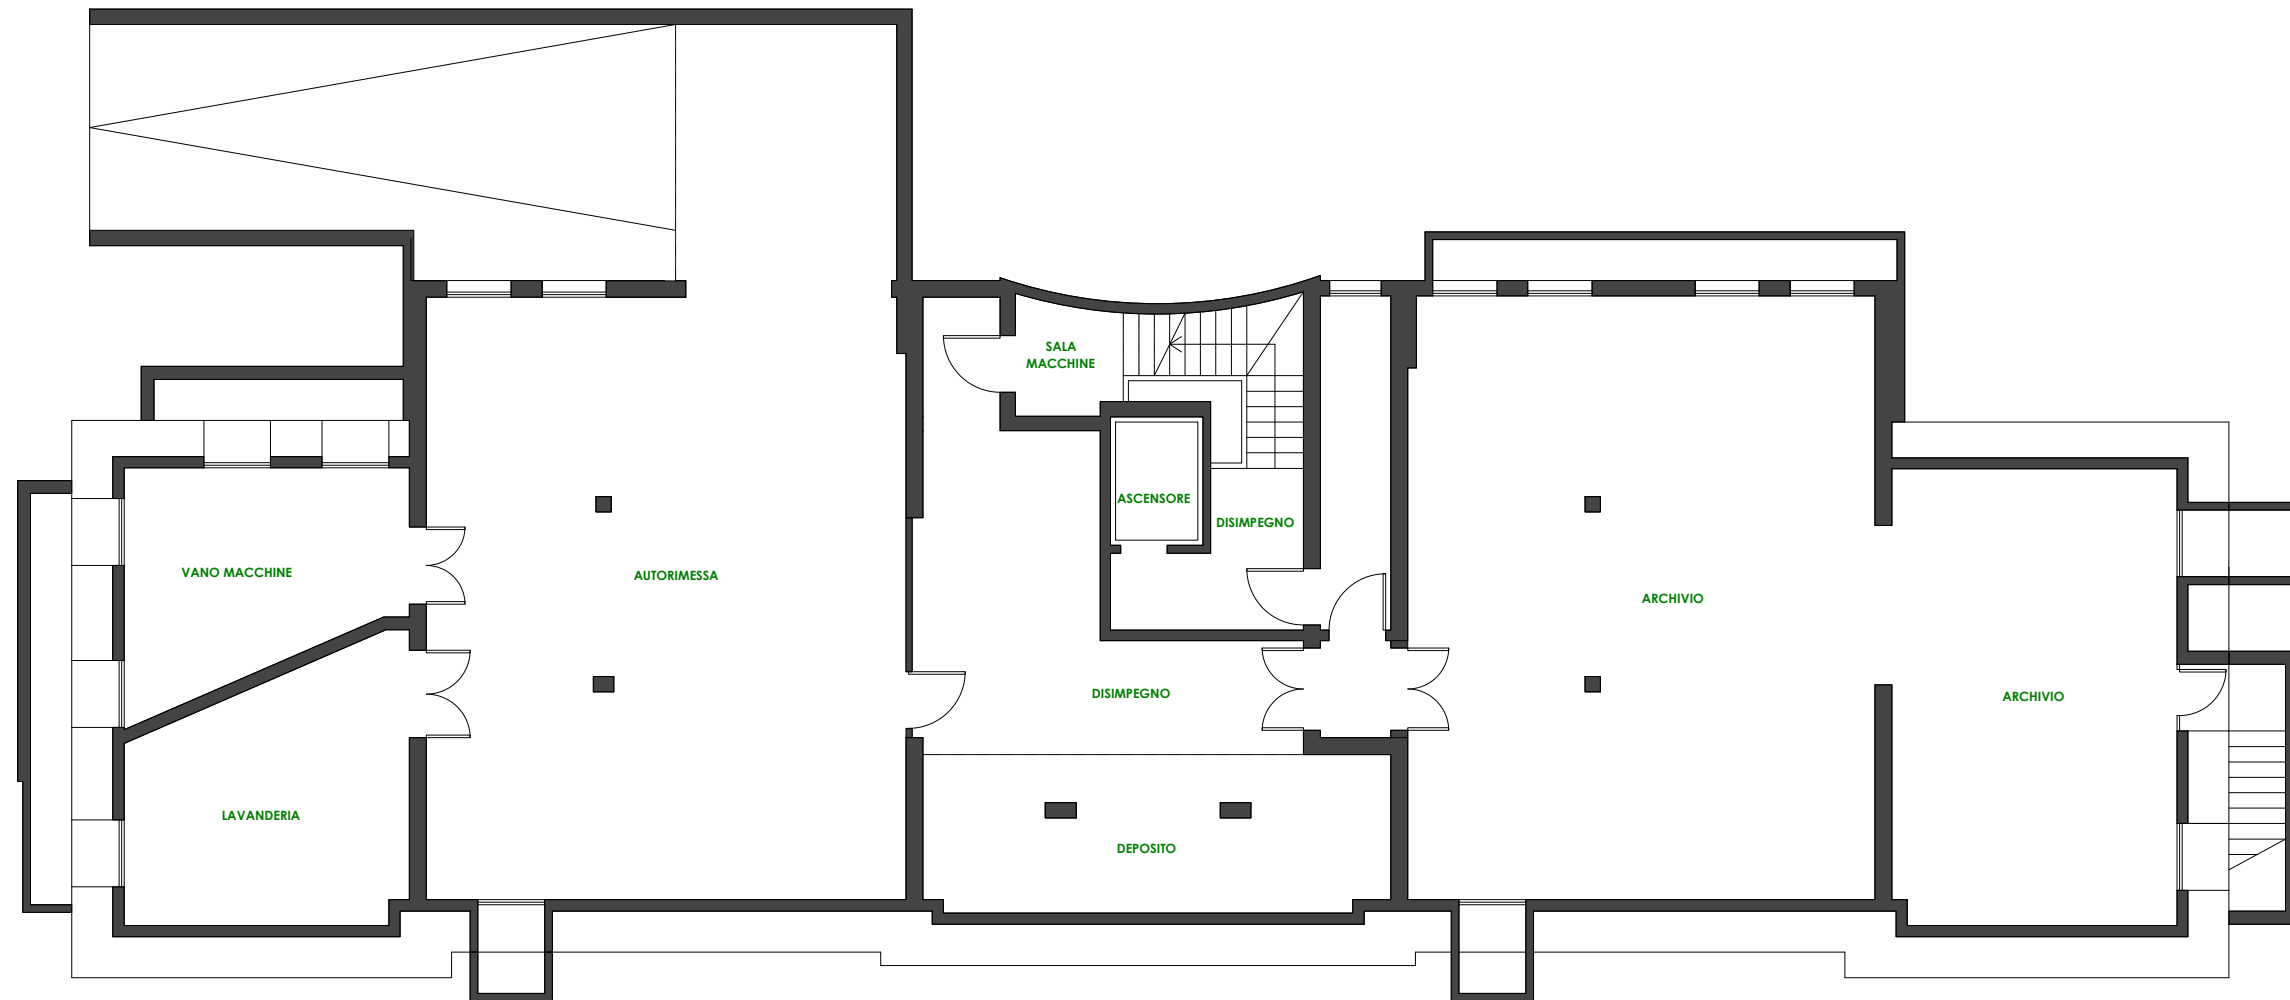 SALA
MACCHINE
ASCENSORE
DISIMPEGNO
VANO MACCHINE
AUTORIMESSA
ARCHIVIO
DISIMPEGNO
ARCHIVIO
LAVANDERIA
DEPOSITO